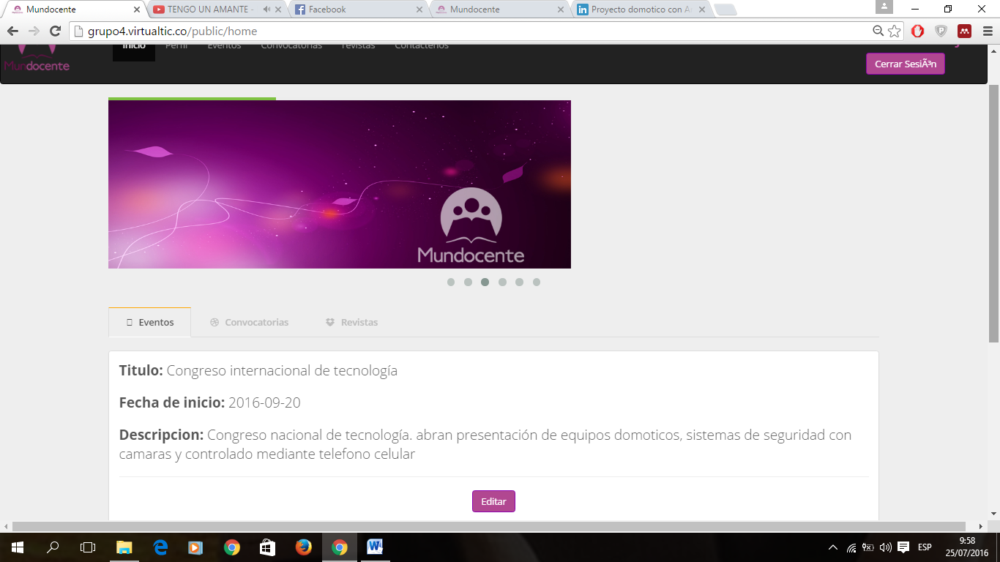 Mundocente
TENGO UN AMANTE -
Facebook
Mundocente
Proyecto domotico con A
grupo4.virtualtic.co/public/home
Mundocente
Inicio Perfil Eventos Convocatorias revistas Contactenos
Cerrar SesiÃ³n
Mundocente
Eventos Convocatorias Revistas
Titulo: Congreso internacional de tecnología
Fecha de inicio: 2016-09-20
Descripcion: Congreso nacional de tecnología. abran presentación de equipos domoticos, sistemas de seguridad con
camaras y controlado mediante telefono celular
Editar
ESP
9:58
25/07/2016